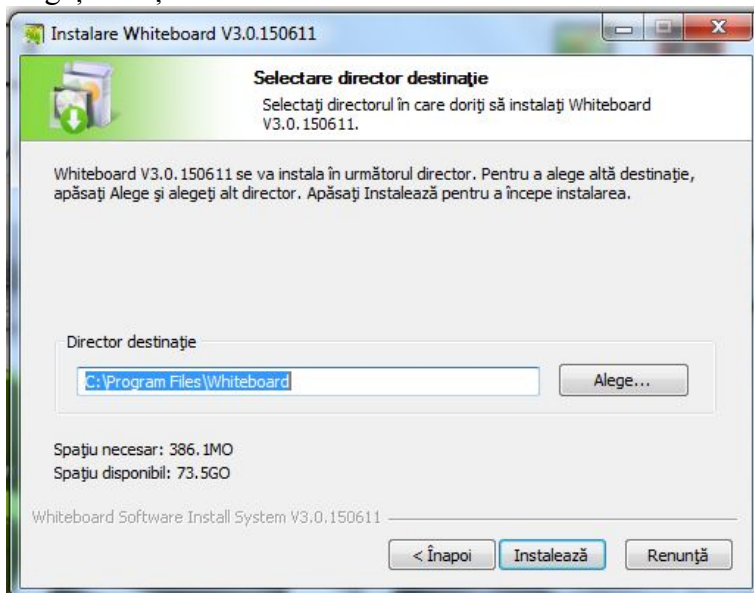 Instalare Whiteboard V3.0.150611
Selectare director destinaţie
Selectaţi directorul în care doriţi să instalaţi Whiteboard
V3.0.150611.
Whiteboard V3.0.150611 se va instala în următorul director. Pentru a alege altă destinaţie,
apăsaţi Alege şi alegeţi alt director. Apăsaţi Instalează pentru a începe instalarea.
Director destinaţie
C:\Program Files\Whiteboard
Alege...
Spaţiu necesar: 386.1MO
Spaţiu disponibil: 73.5GO
Whiteboard Software Install System V3.0.150611
< Înapoi
Instalează
Renunţă